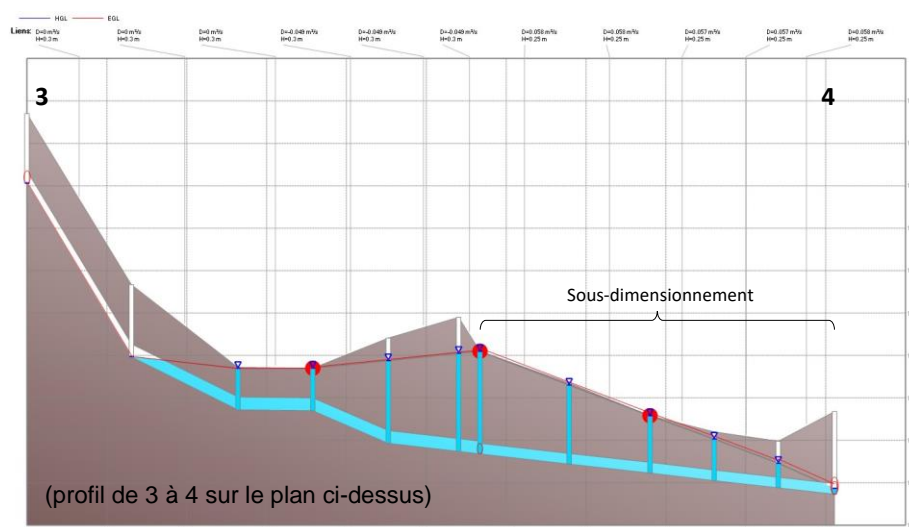 HGL EGL
Liens: D=0 m³/s D=0 m³/s D=0 m³/s D=-0.049 m³/s D=-0.049 m³/s D=-0.049 m³/s D=0.058 m³/s D=0.058 m³/s D=0.057 m³/s D=0.057 m³/s D=0.058 m³/s
H=0.3 m H=0.3 m H=0.3 m H=0.3 m H=0.3 m H=0.3 m H=0.25 m H=0.25 m H=0.25 m H=0.25 m H=0.25 m
3 4
Sous-dimensionnement
(profil de 3 à 4 sur le plan ci-dessus)